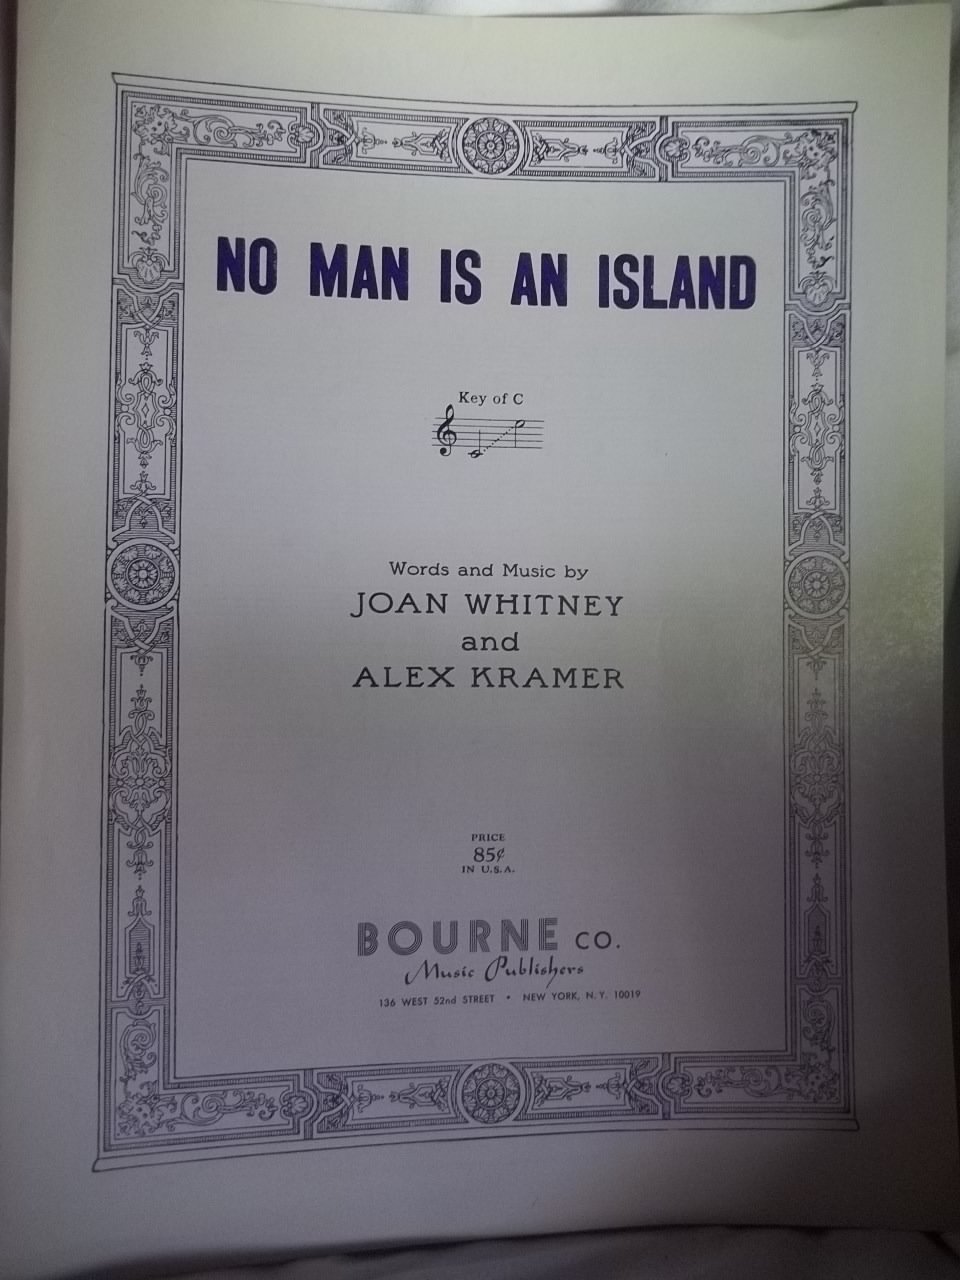 NO MAN IS AN ISLAND
Key of C
Words and Music by
JOAN WHITNEY
and
ALEX KRAMER
PRICE
85¢
IN U.S.A.
BOURNE CO.
Music Publishers
136 WEST 52nd STREET • NEW YORK, N.Y. 10019